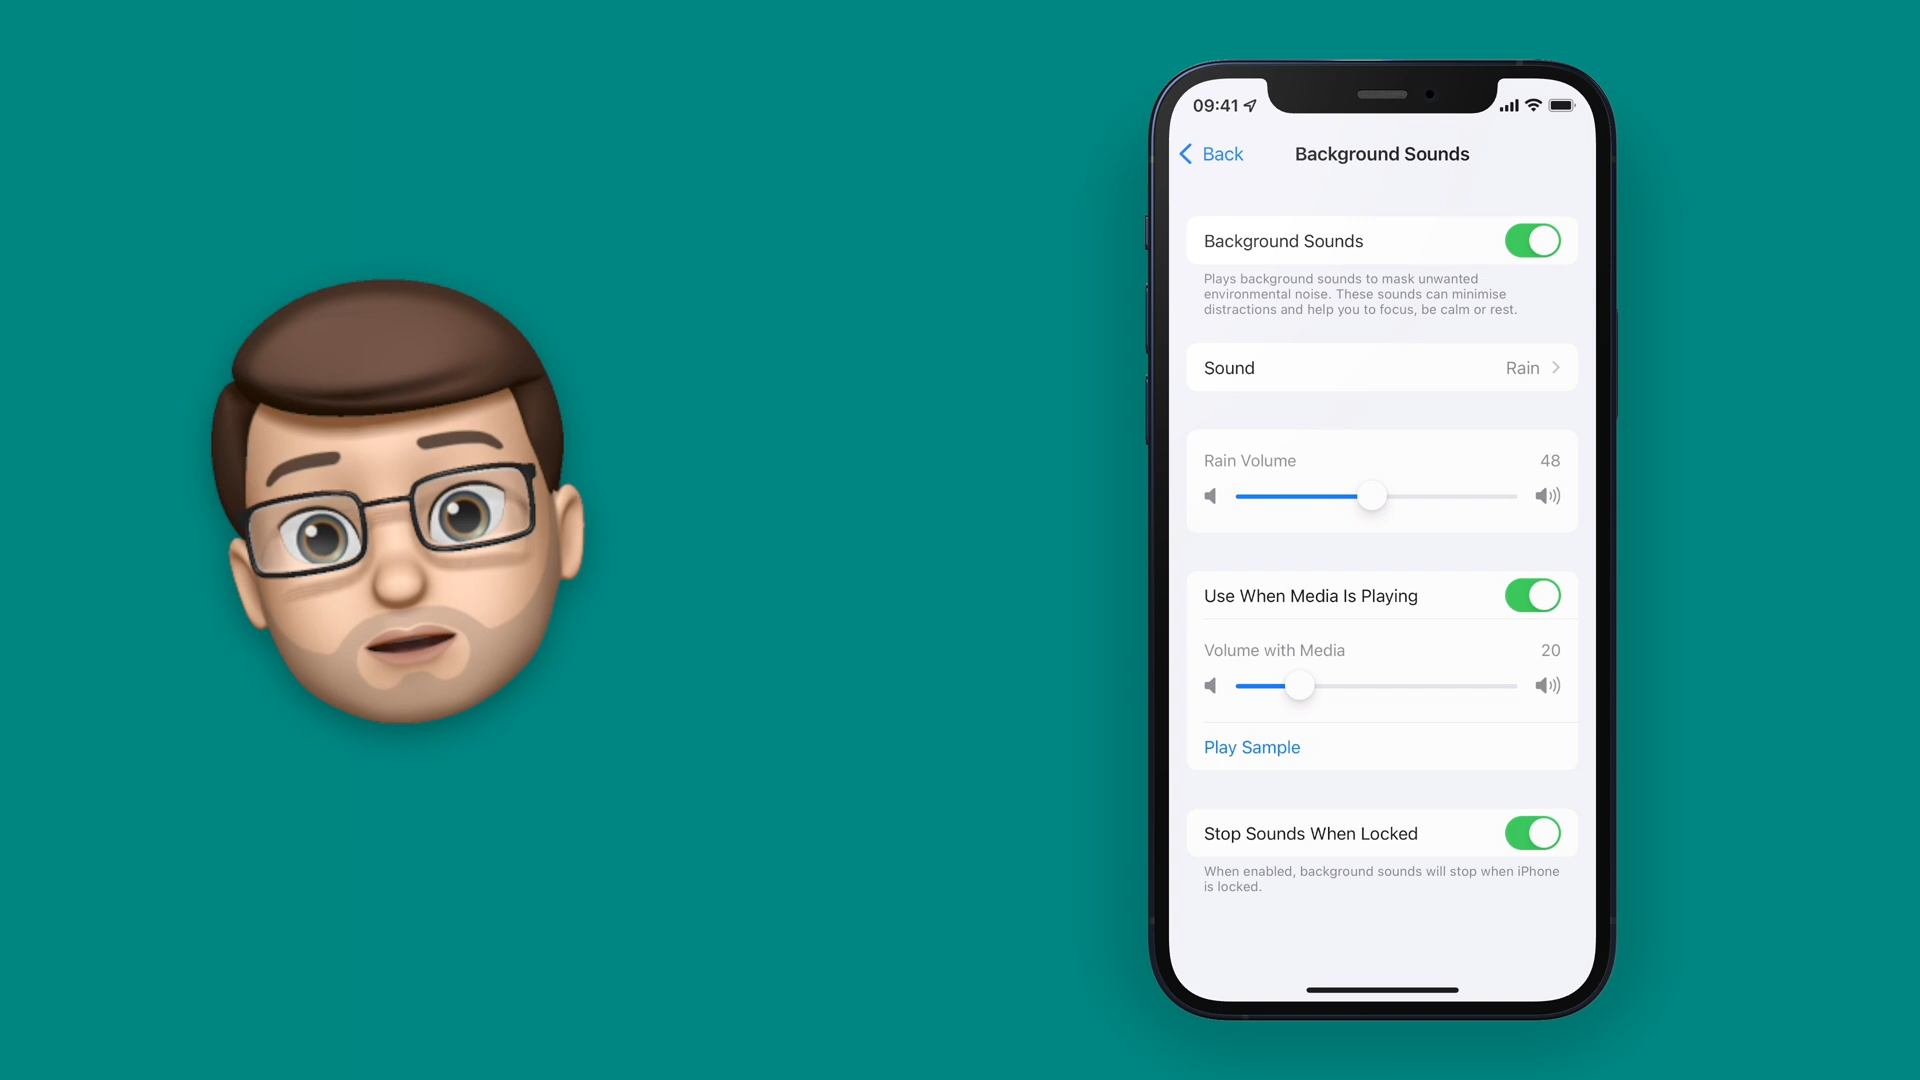 09:41
Back
Background Sounds
Background Sounds
Plays background sounds to mask unwanted
environmental noise. These sounds can minimise
distractions and help you to focus, be calm or rest.
Sound
Rain
Rain Volume
48
Use When Media Is Playing
Volume with Media
20
Play Sample
Stop Sounds When Locked
When enabled, background sounds will stop when iPhone
is locked.